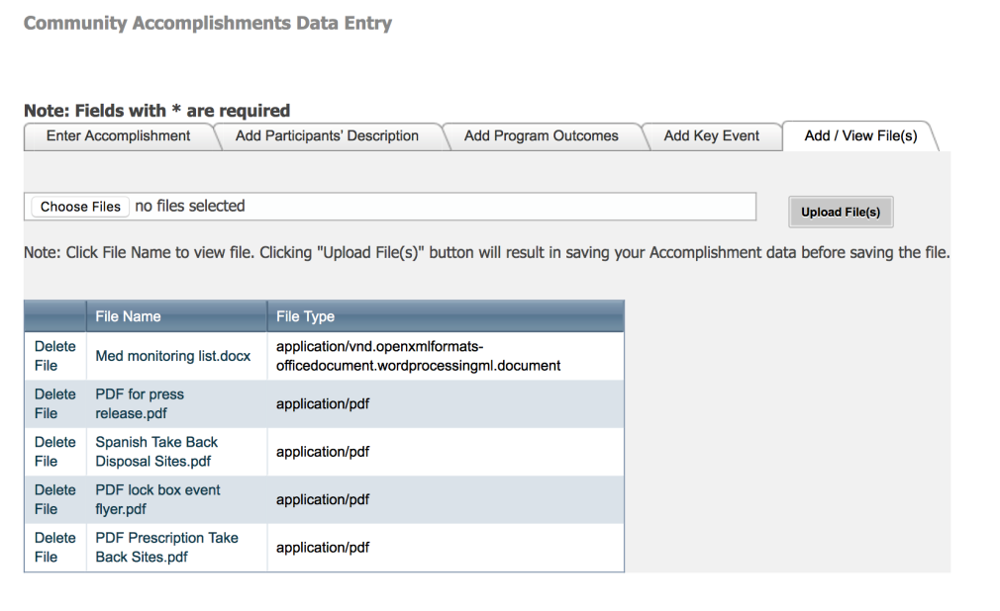 Community Accomplishments Data Entry
Note: Fields with * are required
Enter Accomplishment Add Participants' Description Add Program Outcomes Add Key Event Add / View File(s)
Choose Files no files selected Upload File(s)
Note: Click File Name to view file. Clicking "Upload File(s)" button will result in saving your Accomplishment data before saving the file.
File Name File Type
Delete File Med monitoring list.docx application/vnd.openxmlformats-
officedocument.wordprocessingml.document
Delete File PDF for press
release.pdf application/pdf
Delete File Spanish Take Back
Disposal Sites.pdf application/pdf
Delete File PDF lock box event
flyer.pdf application/pdf
Delete File PDF Prescription Take
Back Sites.pdf application/pdf